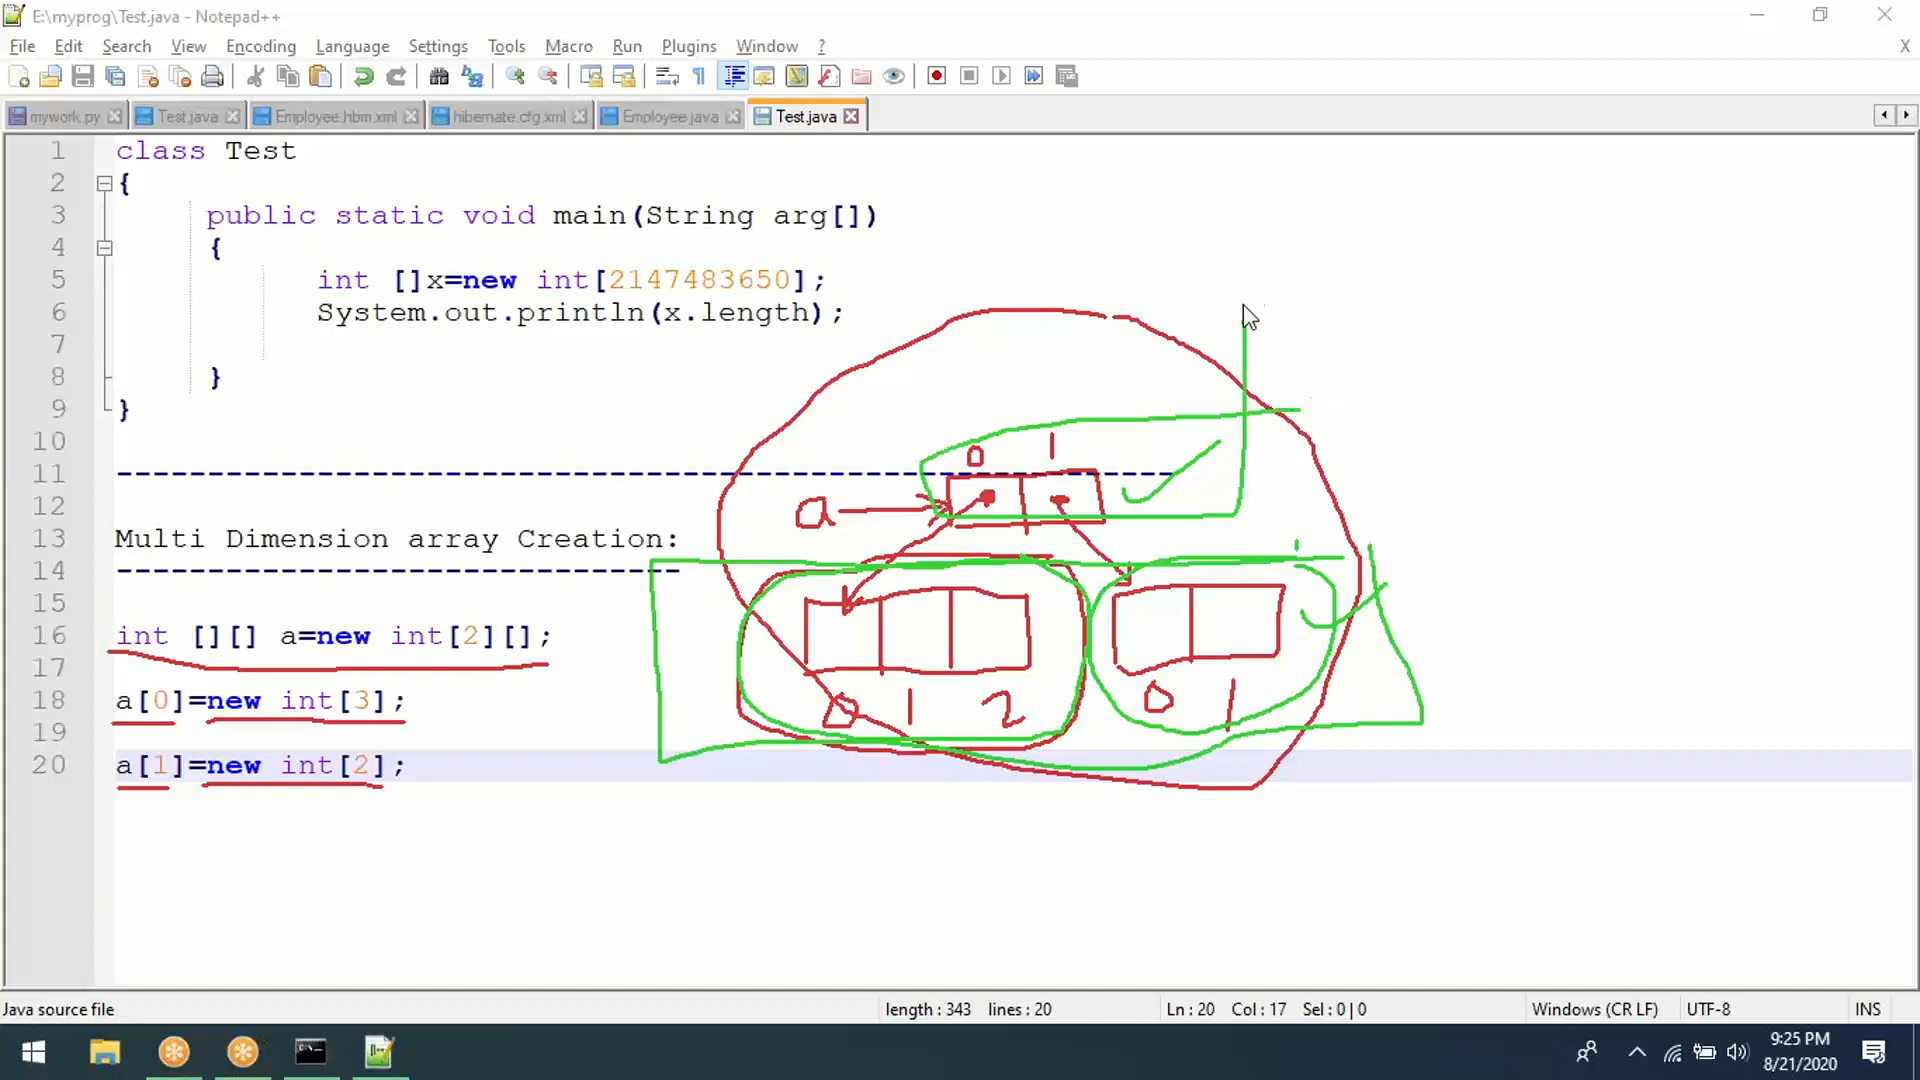 E:\myprog\Test.java - Notepad++
File Edit Search View Encoding Language Settings Tools Macro Run Plugins Window ? X
mywork.py Test.java Employee.hbm.xml hibernate.cfg.xml Employee.java Test.java
1 class Test
2 {
3 public static void main(String arg[])
4 {
5 int []x=new int[2147483650];
6 System.out.println(x.length);
7
8 }
9 }
10
0 1
11 ----------------------------------------------------------
12
a
13 Multi Dimension array Creation:
14 -------------------------------
15
16 int [][] a=new int[2][];
17
18 a[0]=new int[3];
0 1 2 0 1
19
20 a[1]=new int[2];
Java source file length : 343 lines : 20 Ln : 20 Col : 17 Sel : 0 | 0 Windows (CR LF) UTF-8 INS
9:25 PM
8/21/2020